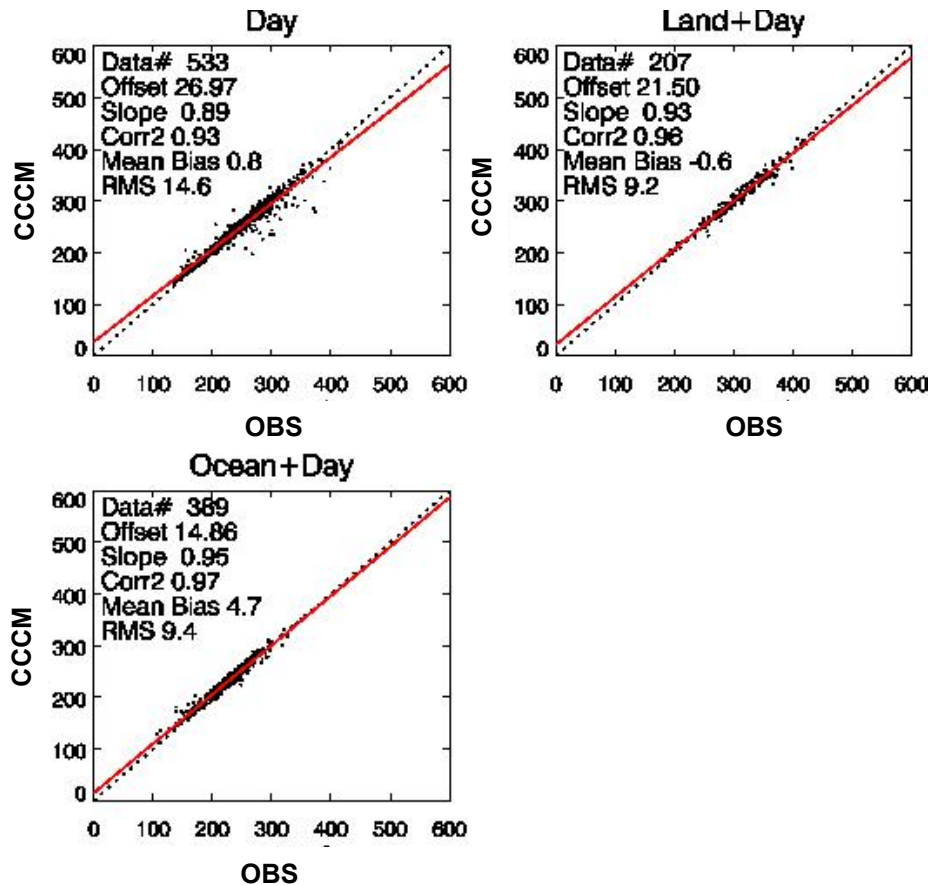 Day
600
500
400
300
200
100
0
Data# 533
Offset 26.97
Slope 0.89
Corr2 0.93
Mean Bias 0.8
RMS 14.6
CCCM
0 100 200 300 400 500 600
OBS
Land+Day
600
500
400
300
200
100
0
Data# 207
Offset 21.50
Slope 0.93
Corr2 0.96
Mean Bias -0.6
RMS 9.2
CCCM
0 100 200 300 400 500 600
OBS
Ocean+Day
600
500
400
300
200
100
0
Data# 389
Offset 14.86
Slope 0.95
Corr2 0.97
Mean Bias 4.7
RMS 9.4
CCCM
0 100 200 300 400 500 600
OBS